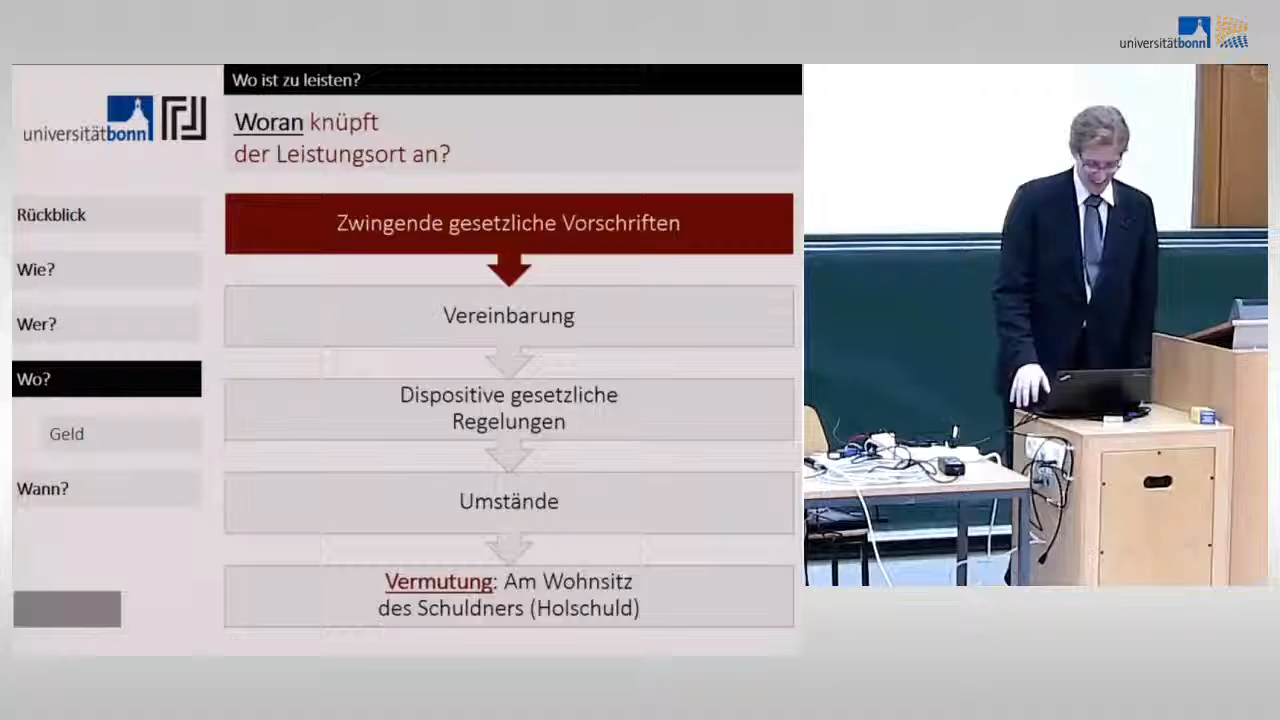 universitätbonn
Wo ist zu leisten?
universitätbonn
Woran knüpft
der Leistungsort an?
Rückblick
Wie?
Wer?
Wo?
Geld
Wann?
Zwingende gesetzliche Vorschriften
Vereinbarung
Dispositive gesetzliche
Regelungen
Umstände
Vermutung: Am Wohnsitz
des Schuldners (Holschuld)